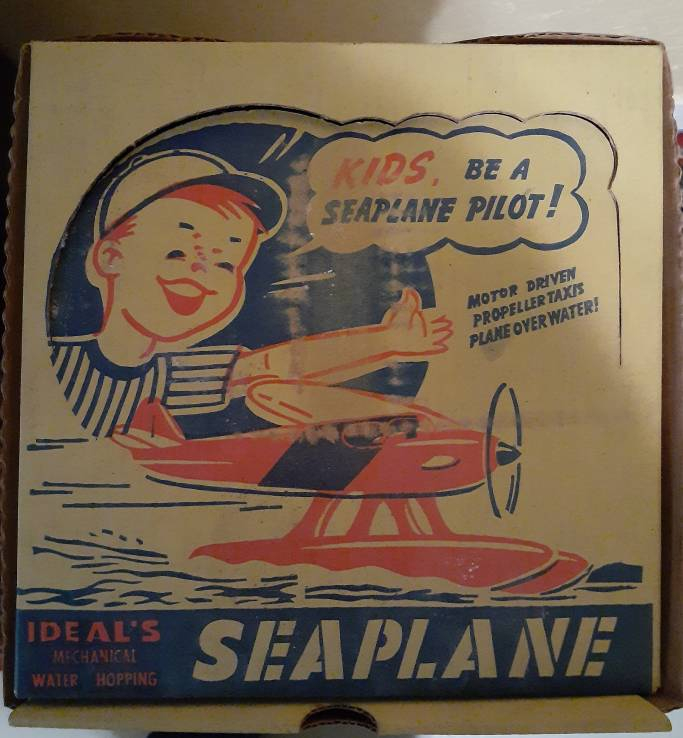 KIDS, BE A
SEAPLANE PILOT!
MOTOR DRIVEN
PROPELLER TAXIS
PLANE OVER WATER!
IDEAL'S
MECHANICAL
WATER HOPPING
SEAPLANE